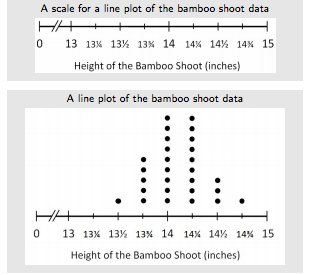 A scale for a line plot of the bamboo shoot data
0 13 13¼ 13½ 13¾ 14 14¼ 14½ 14¾ 15
Height of the Bamboo Shoot (inches)
A line plot of the bamboo shoot data
0 13 13¼ 13½ 13¾ 14 14¼ 14½ 14¾ 15
Height of the Bamboo Shoot (inches)